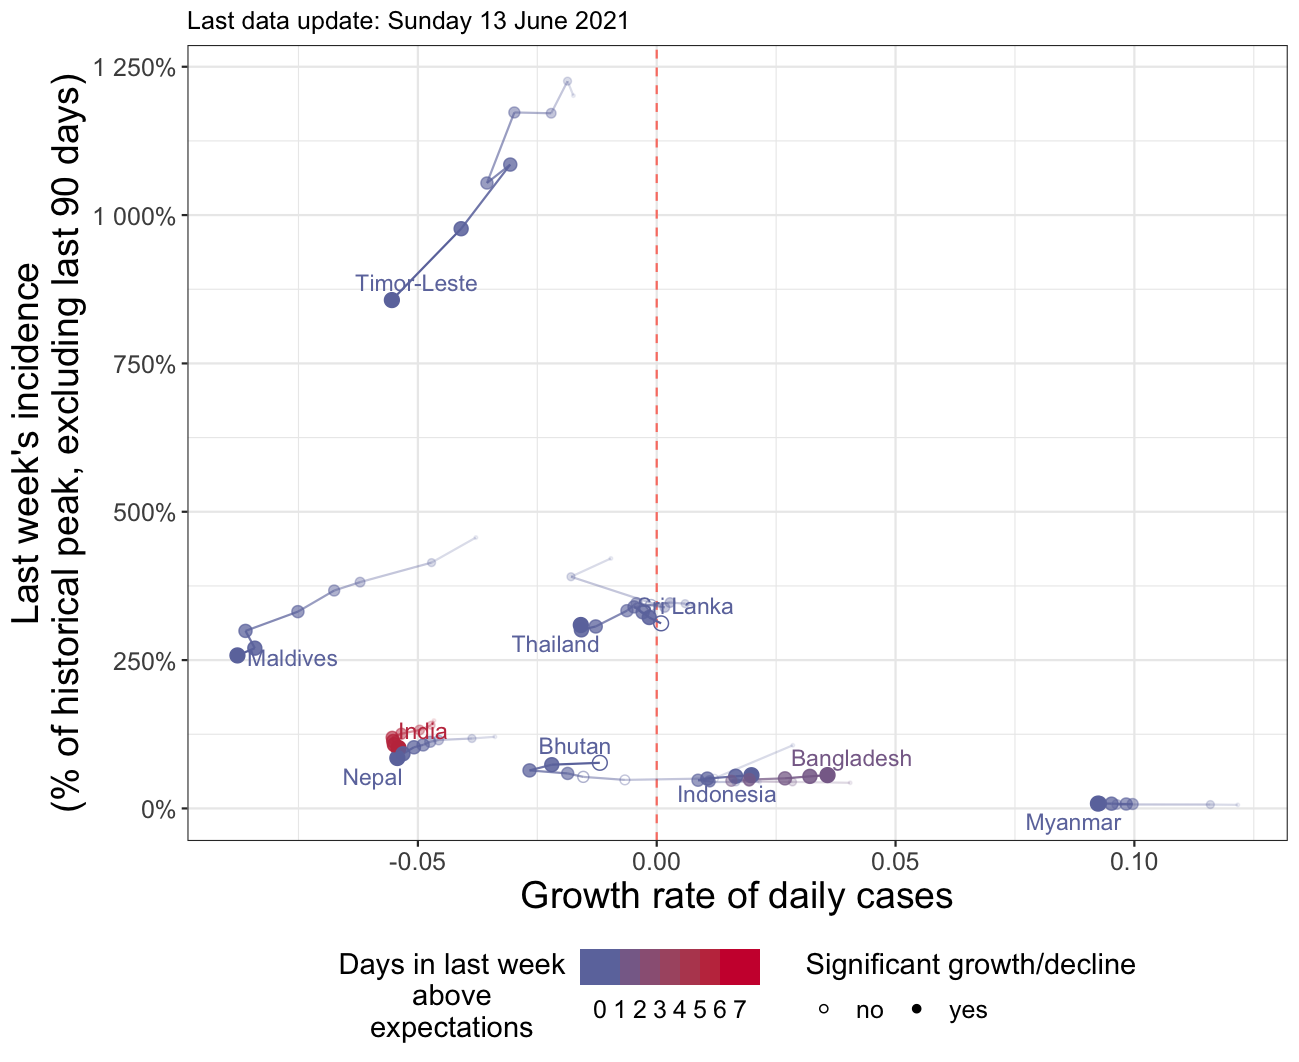 Last data update: Sunday 13 June 2021
Last week's incidence
(% of historical peak, excluding last 90 days)
1 250%
1 000%
750%
500%
250%
0%
Timor-Leste
Sri Lanka
Thailand
Maldives
India
Bhutan
Bangladesh
Nepal
Indonesia
Myanmar
-0.05
0.00
0.05
0.10
Growth rate of daily cases
Days in last week
above
expectations
0 1 2 3 4 5 6 7
Significant growth/decline
no
yes